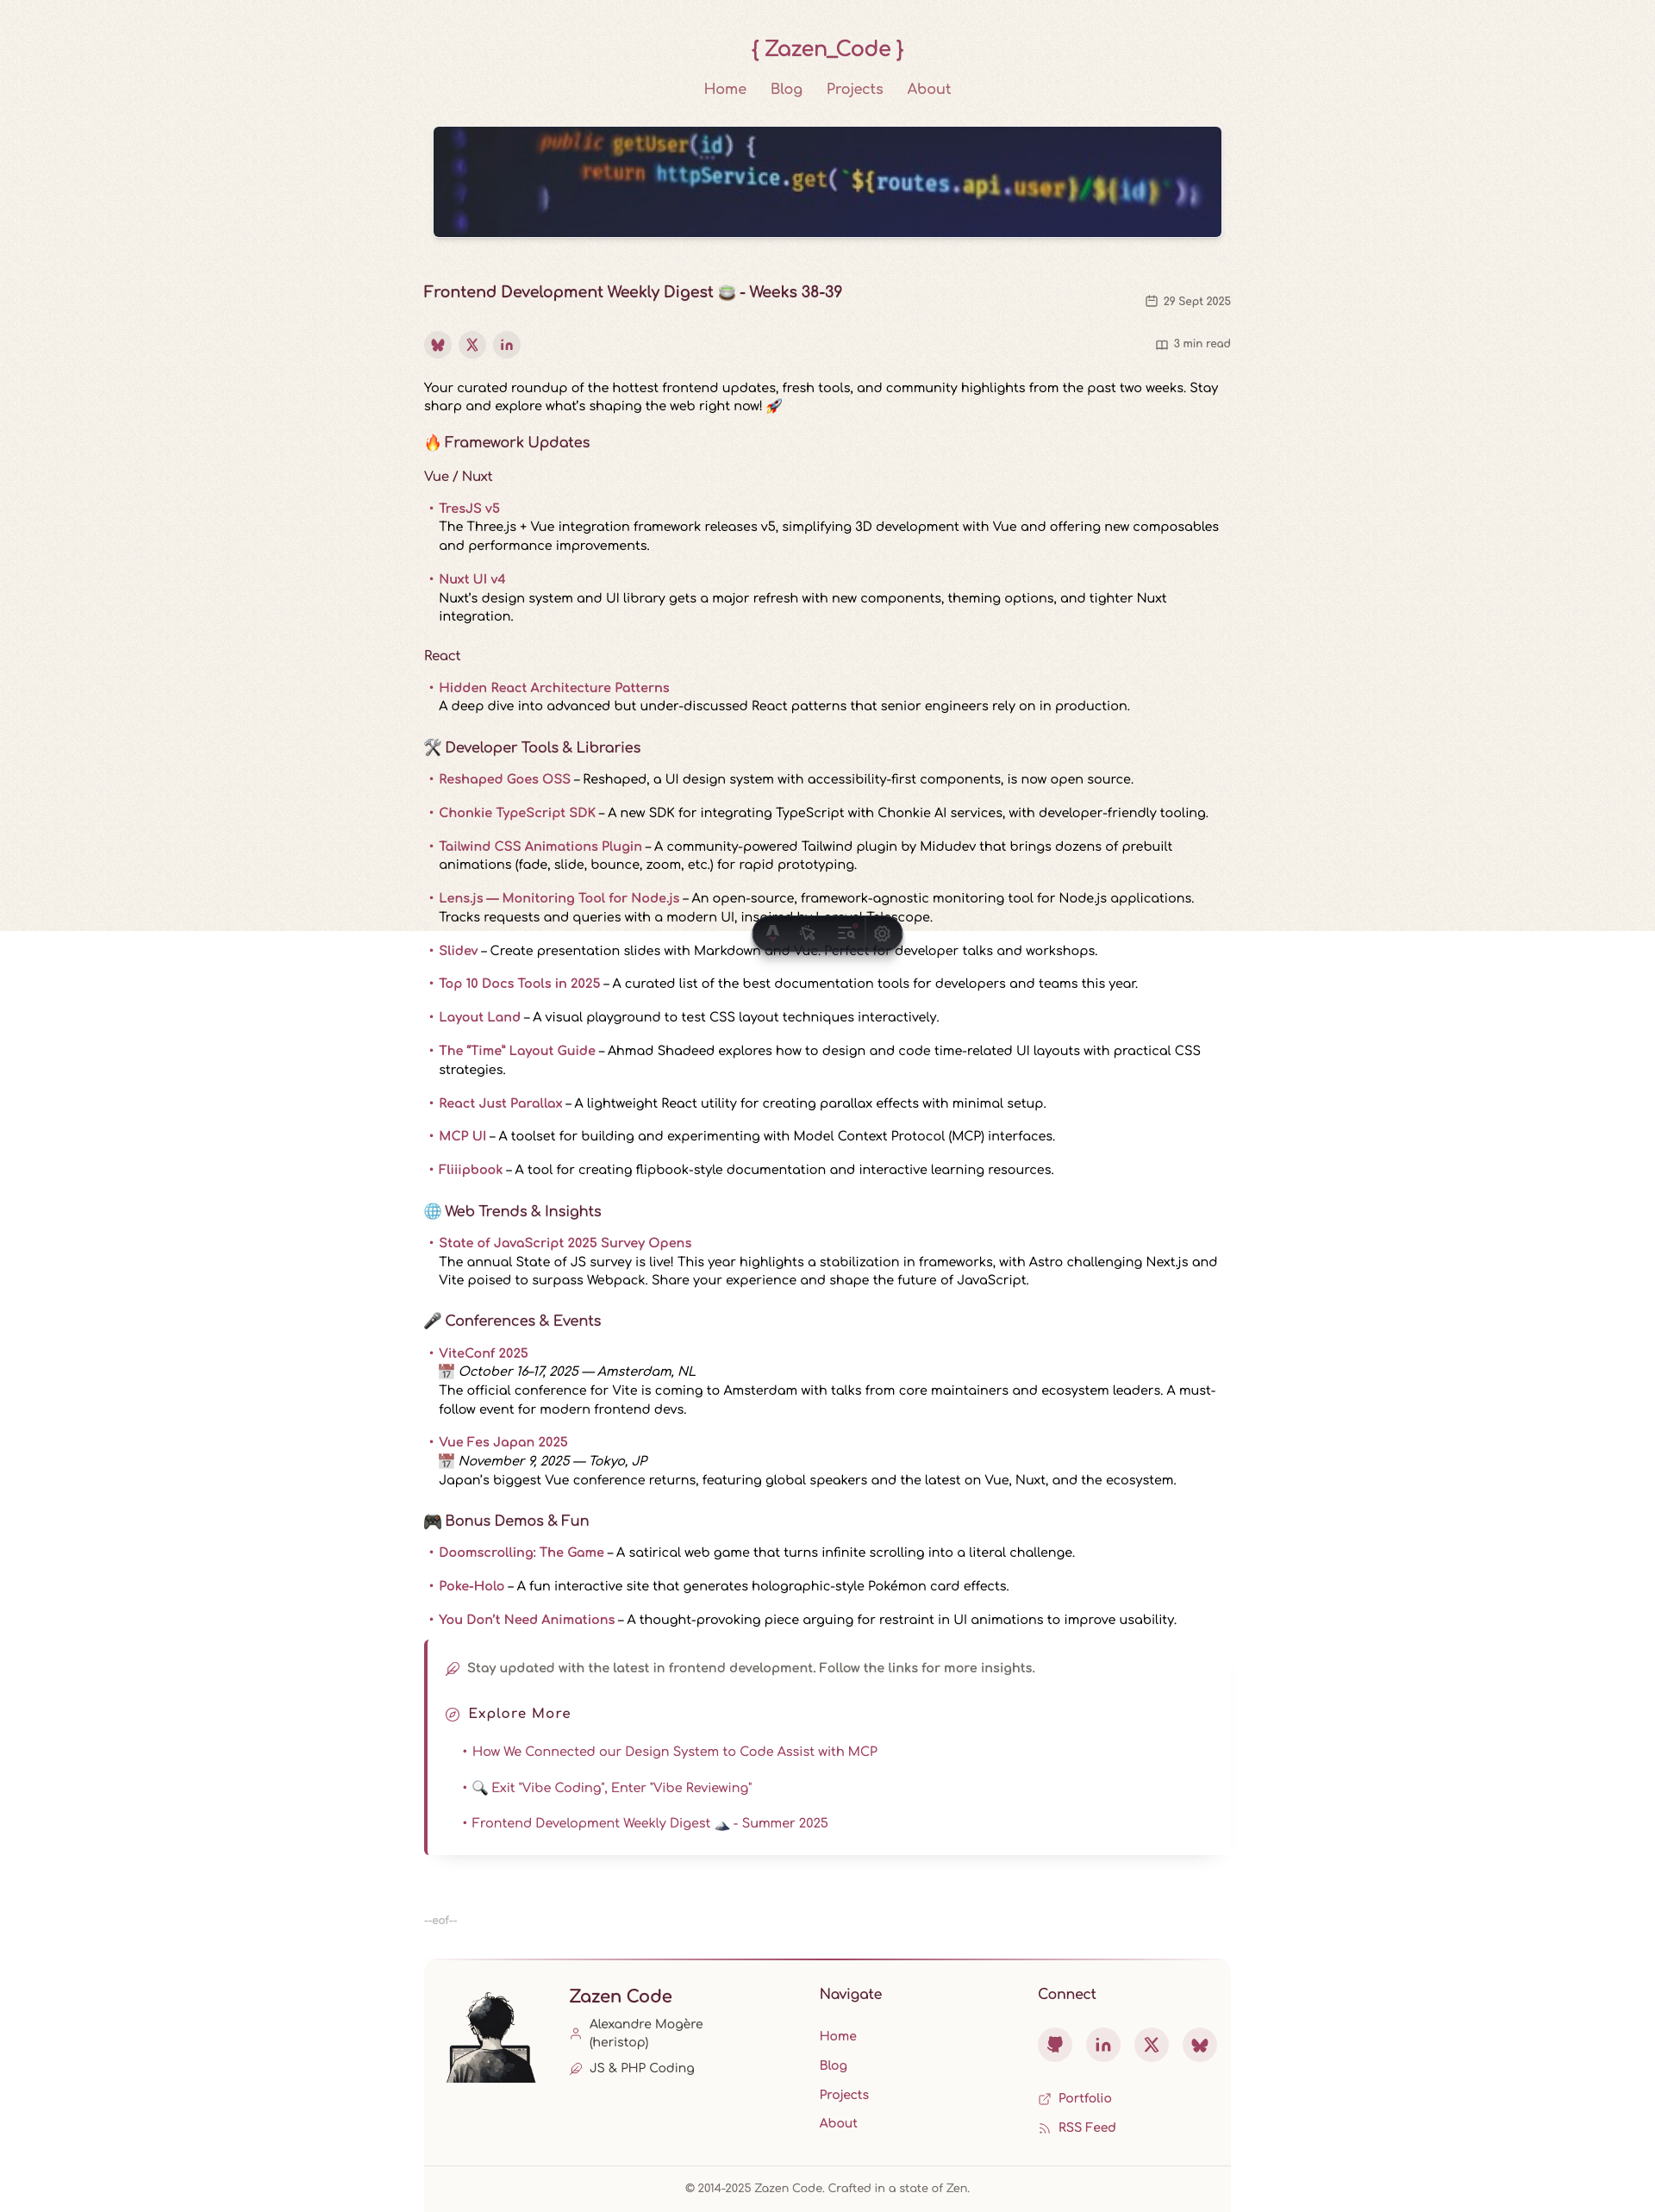 { Zazen_Code }
Home Blog Projects About
public getUser(id) {
return httpService.get(`${routes.api.user}/${id}`);
}
Frontend Development Weekly Digest 🍵 - Weeks 38-39
29 Sept 2025
3 min read
Your curated roundup of the hottest frontend updates, fresh tools, and community highlights from the past two weeks. Stay
sharp and explore what’s shaping the web right now! 🚀
🔥 Framework Updates
Vue / Nuxt
• TresJS v5
The Three.js + Vue integration framework releases v5, simplifying 3D development with Vue and offering new composables
and performance improvements.
• Nuxt UI v4
Nuxt’s design system and UI library gets a major refresh with new components, theming options, and tighter Nuxt
integration.
React
• Hidden React Architecture Patterns
A deep dive into advanced but under-discussed React patterns that senior engineers rely on in production.
🛠️ Developer Tools & Libraries
• Reshaped Goes OSS – Reshaped, a UI design system with accessibility-first components, is now open source.
• Chonkie TypeScript SDK – A new SDK for integrating TypeScript with Chonkie AI services, with developer-friendly tooling.
• Tailwind CSS Animations Plugin – A community-powered Tailwind plugin by Midudev that brings dozens of prebuilt
animations (fade, slide, bounce, zoom, etc.) for rapid prototyping.
• Lens.js — Monitoring Tool for Node.js – An open-source, framework-agnostic monitoring tool for Node.js applications.
Tracks requests and queries with a modern UI, inspired by Laravel Telescope.
• Slidev – Create presentation slides with Markdown and Vue. Perfect for developer talks and workshops.
• Top 10 Docs Tools in 2025 – A curated list of the best documentation tools for developers and teams this year.
• Layout Land – A visual playground to test CSS layout techniques interactively.
• The “Time” Layout Guide – Ahmad Shadeed explores how to design and code time-related UI layouts with practical CSS
strategies.
• React Just Parallax – A lightweight React utility for creating parallax effects with minimal setup.
• MCP UI – A toolset for building and experimenting with Model Context Protocol (MCP) interfaces.
• Fliiipbook – A tool for creating flipbook-style documentation and interactive learning resources.
🌐 Web Trends & Insights
• State of JavaScript 2025 Survey Opens
The annual State of JS survey is live! This year highlights a stabilization in frameworks, with Astro challenging Next.js and
Vite poised to surpass Webpack. Share your experience and shape the future of JavaScript.
🎤 Conferences & Events
• ViteConf 2025
📅 October 16–17, 2025 — Amsterdam, NL
The official conference for Vite is coming to Amsterdam with talks from core maintainers and ecosystem leaders. A must-
follow event for modern frontend devs.
• Vue Fes Japan 2025
📅 November 9, 2025 — Tokyo, JP
Japan’s biggest Vue conference returns, featuring global speakers and the latest on Vue, Nuxt, and the ecosystem.
🎮 Bonus Demos & Fun
• Doomscrolling: The Game – A satirical web game that turns infinite scrolling into a literal challenge.
• Poke-Holo – A fun interactive site that generates holographic-style Pokémon card effects.
• You Don’t Need Animations – A thought-provoking piece arguing for restraint in UI animations to improve usability.
Stay updated with the latest in frontend development. Follow the links for more insights.
Explore More
• How We Connected our Design System to Code Assist with MCP
• 🔍 Exit "Vibe Coding", Enter "Vibe Reviewing"
• Frontend Development Weekly Digest 🌊 - Summer 2025
--eof--
Zazen Code
Alexandre Mogère
(heristop)
JS & PHP Coding
Navigate
Home
Blog
Projects
About
Connect
Portfolio
RSS Feed
© 2014-2025 Zazen Code. Crafted in a state of Zen.